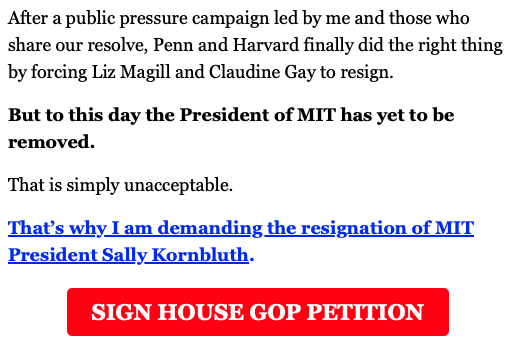 After a public pressure campaign led by me and those who
share our resolve, Penn and Harvard finally did the right thing
by forcing Liz Magill and Claudine Gay to resign.
But to this day the President of MIT has yet to be
removed.
That is simply unacceptable.
That’s why I am demanding the resignation of MIT
President Sally Kornbluth.
SIGN HOUSE GOP PETITION